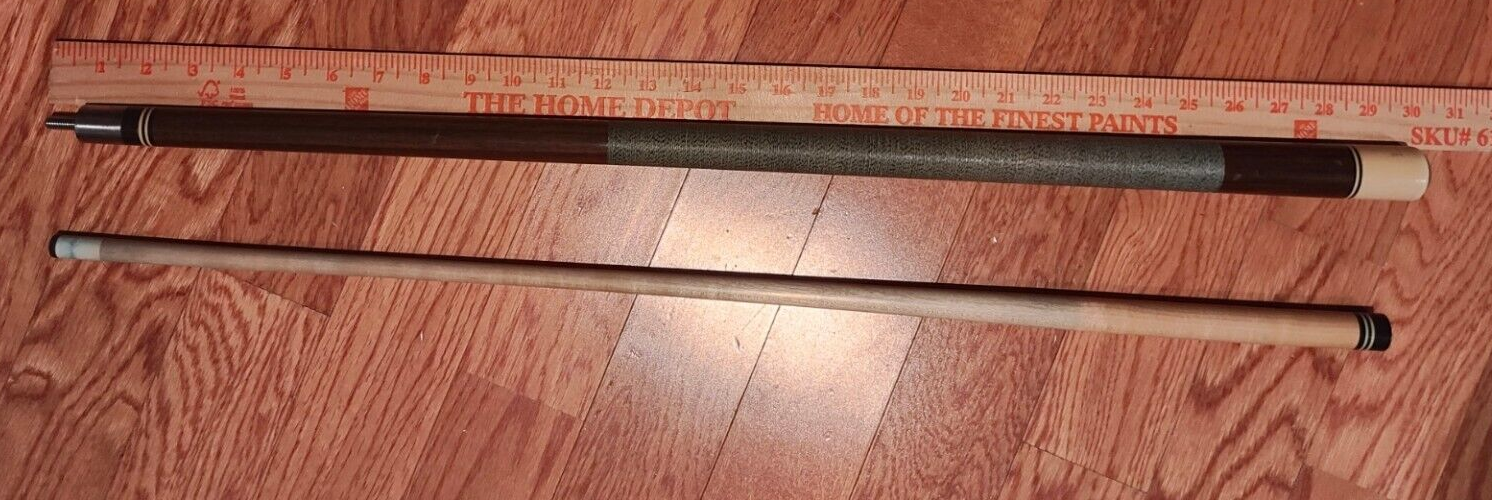 1 2 3 4 5 6 7 8 9 10 11 12 13 14 15 16 17 18 19 20 21 22 23 24 25 26 27 28 29 30 31
FSC
THE HOME DEPOT HOME OF THE FINEST PAINTS SKU# 6